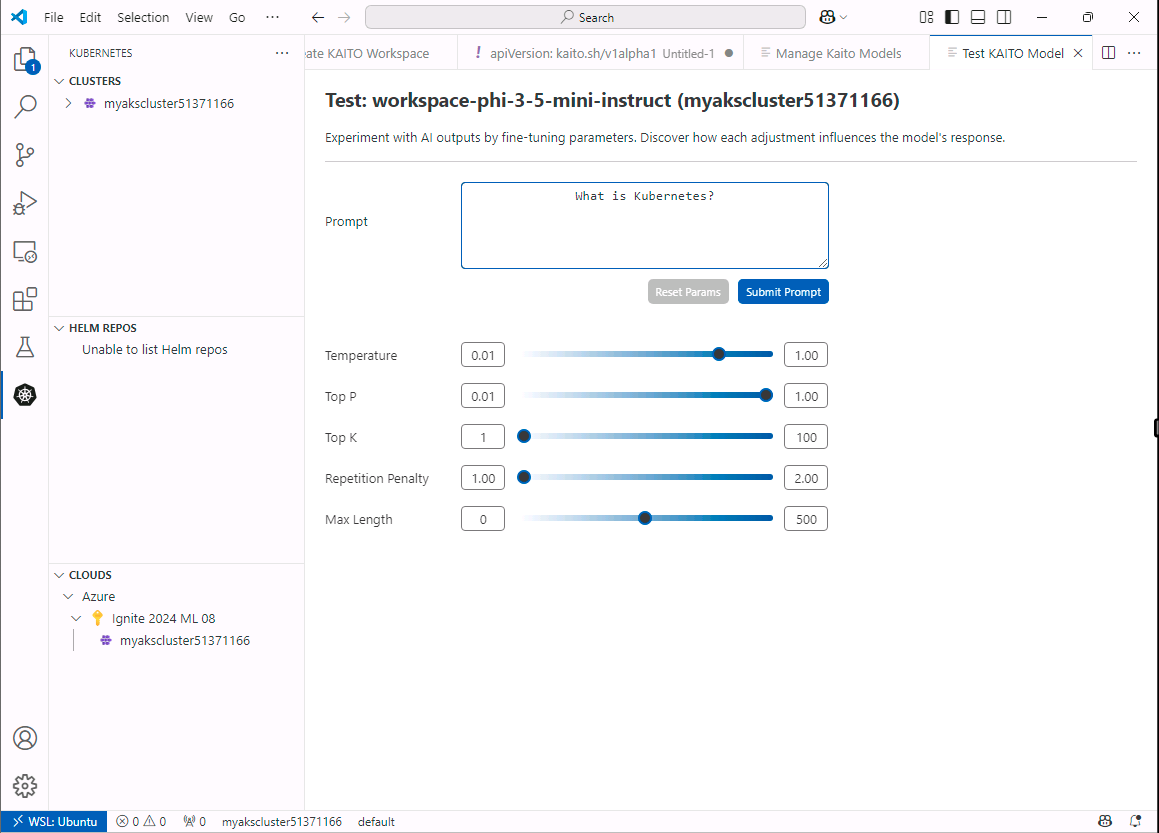 File Edit Selection View Go ··· Search
1
KUBERNETES ···
CLUSTERS
myakscluster51371166
HELM REPOS
Unable to list Helm repos
CLOUDS
Azure
Ignite 2024 ML 08
myakscluster51371166
eate KAITO Workspace ! apiVersion: kaito.sh/v1alpha1 Untitled-1 ● Manage Kaito Models Test KAITO Model ···
Test: workspace-phi-3-5-mini-instruct (myakscluster51371166)
Experiment with AI outputs by fine-tuning parameters. Discover how each adjustment influences the model's response.
Prompt
What is Kubernetes?
Reset Params Submit Prompt
Temperature 0.01 1.00
Top P 0.01 1.00
Top K 1 100
Repetition Penalty 1.00 2.00
Max Length 0 500
WSL: Ubuntu 0 0 0 myakscluster51371166 default